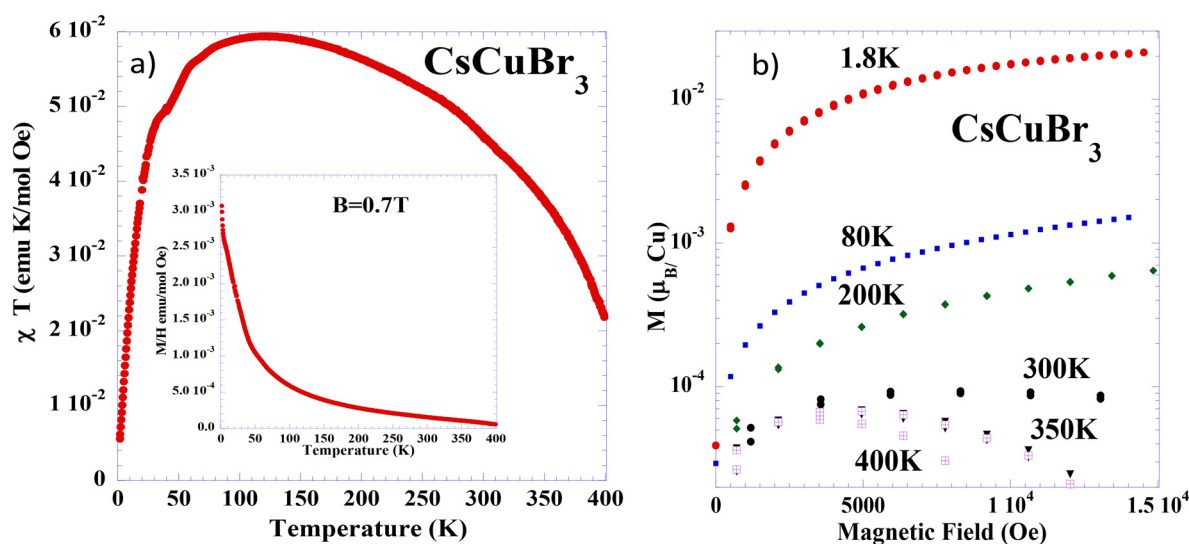 a)
CsCuBr3
χ T (emu K/mol Oe)
6 10-2
5 10-2
4 10-2
3 10-2
2 10-2
1 10-2
0
0 50 100 150 200 250 300 350 400
Temperature (K)
B=0.7T
M/H emu/mol Oe)
3.5 10-3
3.0 10-3
2.5 10-3
2.0 10-3
1.5 10-3
1.0 10-3
5.0 10-4
0.0
0 50 100 150 200 250 300 350 400
Temperature (K)
b)
1.8K
CsCuBr3
80K
200K
300K
350K
400K
M (μB/Cu)
10-2
10-3
10-4
0 5000 1 104 1.5 104
Magnetic Field (Oe)